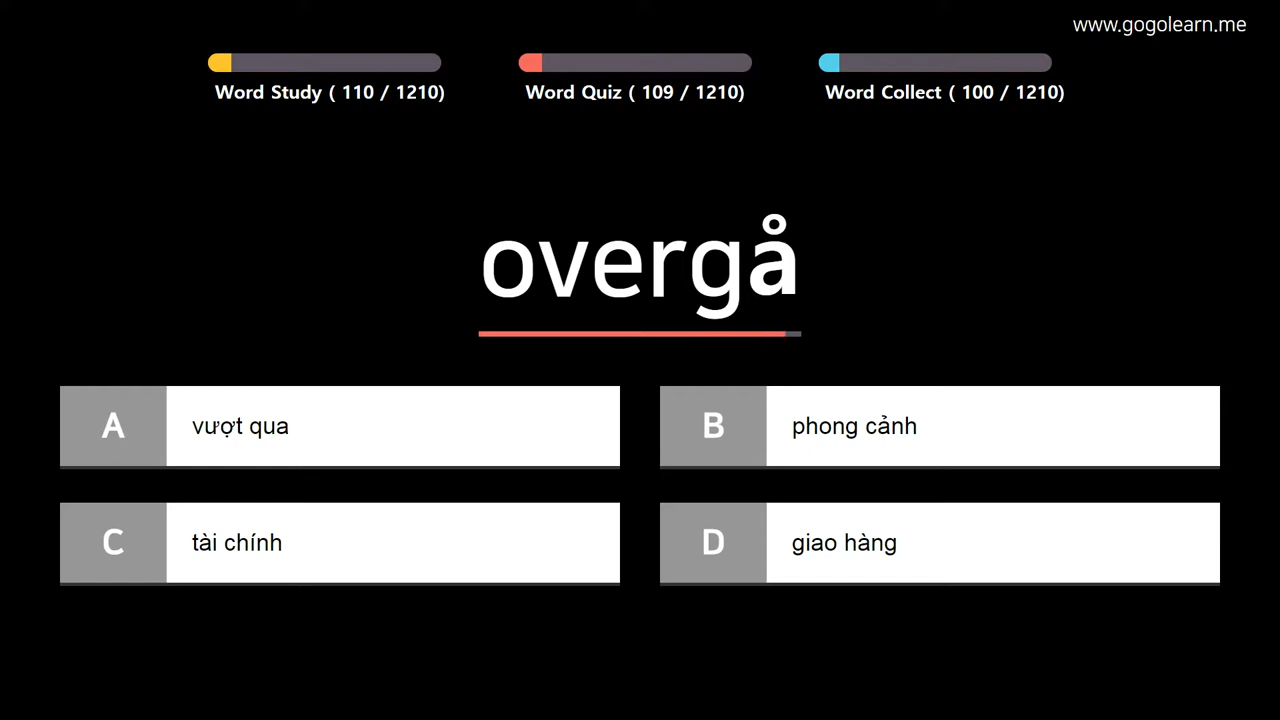 www.gogolearn.me
Word Study ( 110 / 1210)
Word Quiz ( 109 / 1210)
Word Collect ( 100 / 1210)
overgå
A vượt qua
B phong cảnh
C tài chính
D giao hàng